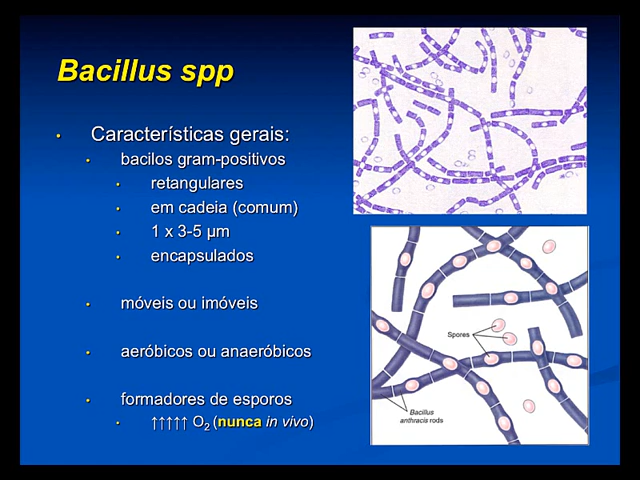 Bacillus spp
Características gerais:
bacilos gram-positivos
retangulares
em cadeia (comum)
1 x 3-5 µm
encapsulados
móveis ou imóveis
aeróbicos ou anaeróbicos
formadores de esporos
↑↑↑↑↑ O₂ (nunca in vivo)
Spores
Bacillus
anthracis rods